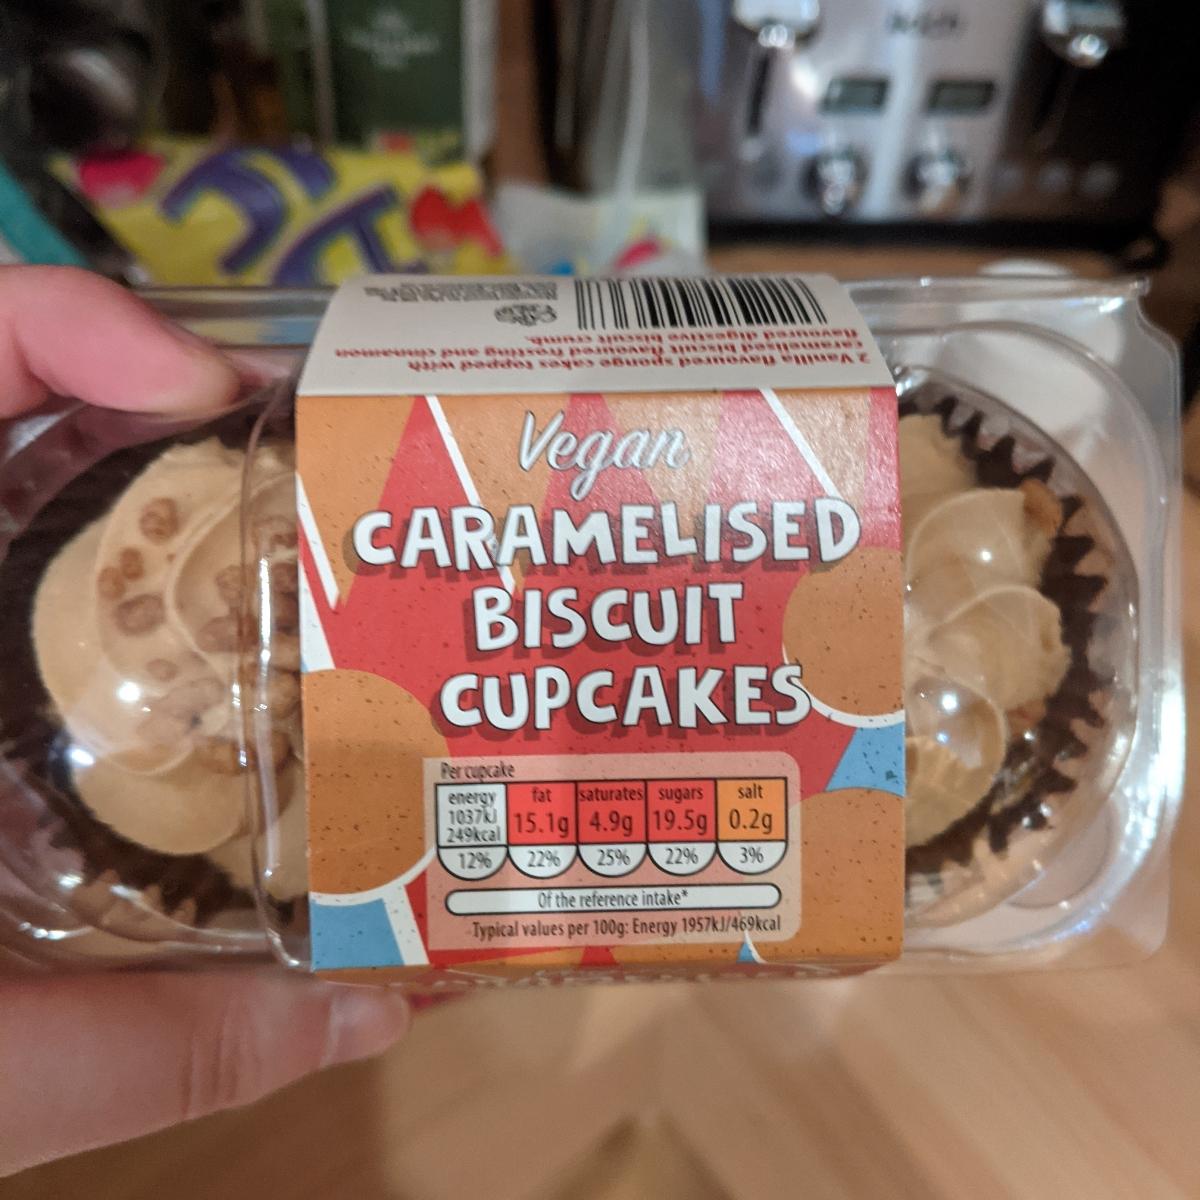 2 Vanilla flavoured sponge cakes topped with
caramelised biscuit flavoured frosting and cinnamon
flavoured digestive biscuit crumb.
Vegan
CARAMELISED
BISCUIT
CUPCAKES
Per cupcake
energy fat saturates sugars salt
1037kJ 15.1g 4.9g 19.5g 0.2g
249kcal
12% 22% 25% 22% 3%
Of the reference intake*
Typical values per 100g: Energy 1957kJ/469kcal